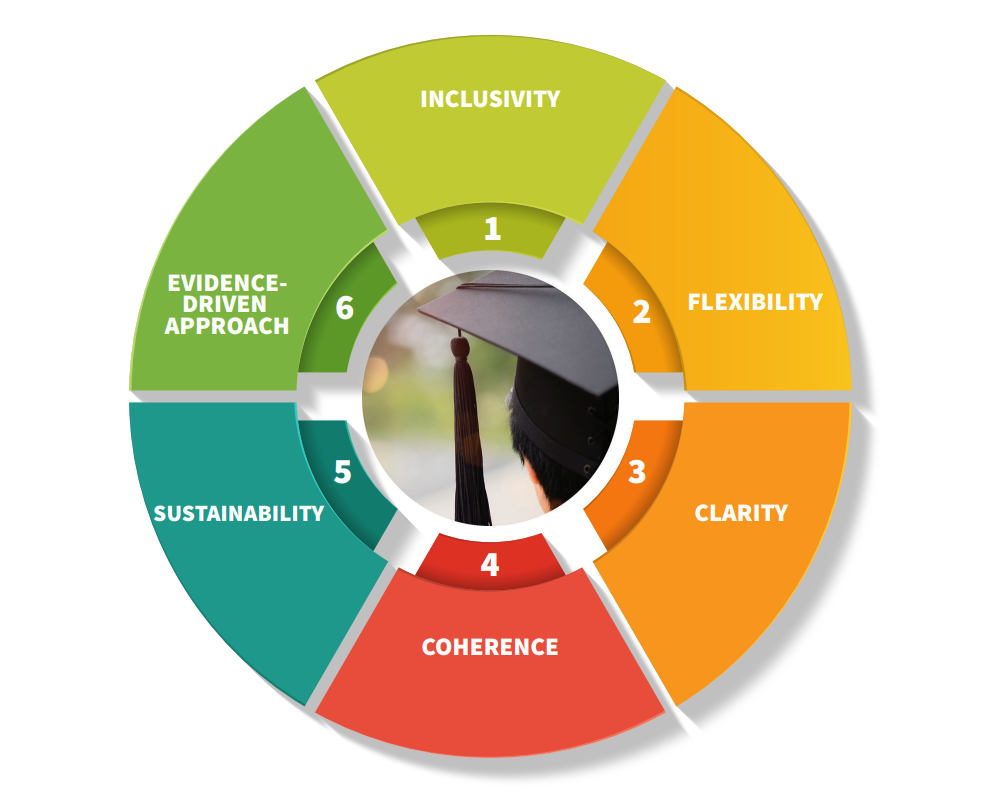 INCLUSIVITY
1
FLEXIBILITY
2
CLARITY
3
COHERENCE
4
SUSTAINABILITY
5
EVIDENCE-
DRIVEN
APPROACH
6